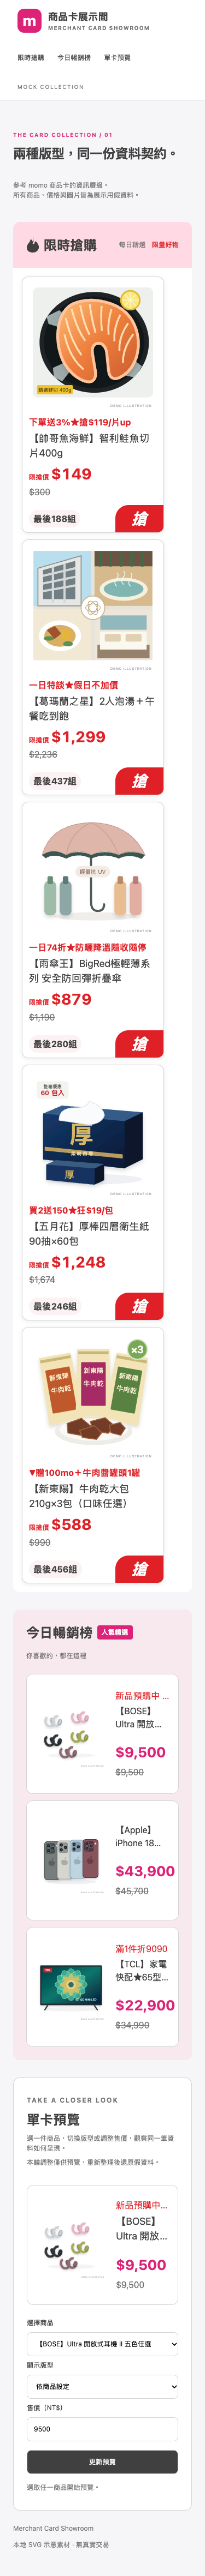 m
商品卡展示間
MERCHANT CARD SHOWROOM
限時搶購 今日暢銷榜 單卡預覽
MOCK COLLECTION
THE CARD COLLECTION / 01
兩種版型，同一份資料契約。
參考 momo 商品卡的資訊層級。
所有商品、價格與圖片皆為展示用假資料。
限時搶購 每日精選 限量好物
下單送3%★搶$119/片up
【帥哥魚海鮮】智利鮭魚切
片400g
限搶價 $149
$300
最後188組 搶
一日特談★假日不加價
【葛瑪蘭之星】2人泡湯＋午
餐吃到飽
限搶價 $1,299
$2,236
最後437組 搶
輕量抗 UV
一日74折★防曬降溫隨收隨停
【雨傘王】BigRed極輕薄系
列 安全防回彈折疊傘
限搶價 $879
$1,190
最後280組 搶
整箱優惠
60 包入
厚
厚
買2送150★狂$19/包
【五月花】厚棒四層衛生紙
90抽×60包
限搶價 $1,248
$1,674
最後246組 搶
×3
新東陽
牛肉乾
新東陽
牛肉乾
新東陽
牛肉乾
▼贈100mo＋牛肉醬罐頭1罐
【新東陽】牛肉乾大包
210g×3包（口味任選）
限搶價 $588
$990
最後456組 搶
今日暢銷榜 人氣精選
你喜歡的，都在這裡
新品預購中 ...
【BOSE】
Ultra 開放...
$9,500
$9,500
【Apple】
iPhone 18...
$43,900
$45,700
滿1件折9090
【TCL】家電
快配★65型...
$22,900
$34,990
TAKE A CLOSER LOOK
單卡預覽
選一件商品，切換版型或調整售價，觀察同一筆資
料如何呈現。
本輪調整僅供預覽，重新整理後還原假資料。
新品預購中...
【BOSE】
Ultra 開放...
$9,500
$9,500
選擇商品
【BOSE】Ultra 開放式耳機 II 五色任選
顯示版型
依商品設定
售價（NT$）
9500
更新預覽
選取任一商品開始預覽。
Merchant Card Showroom
本地 SVG 示意素材 · 無真實交易